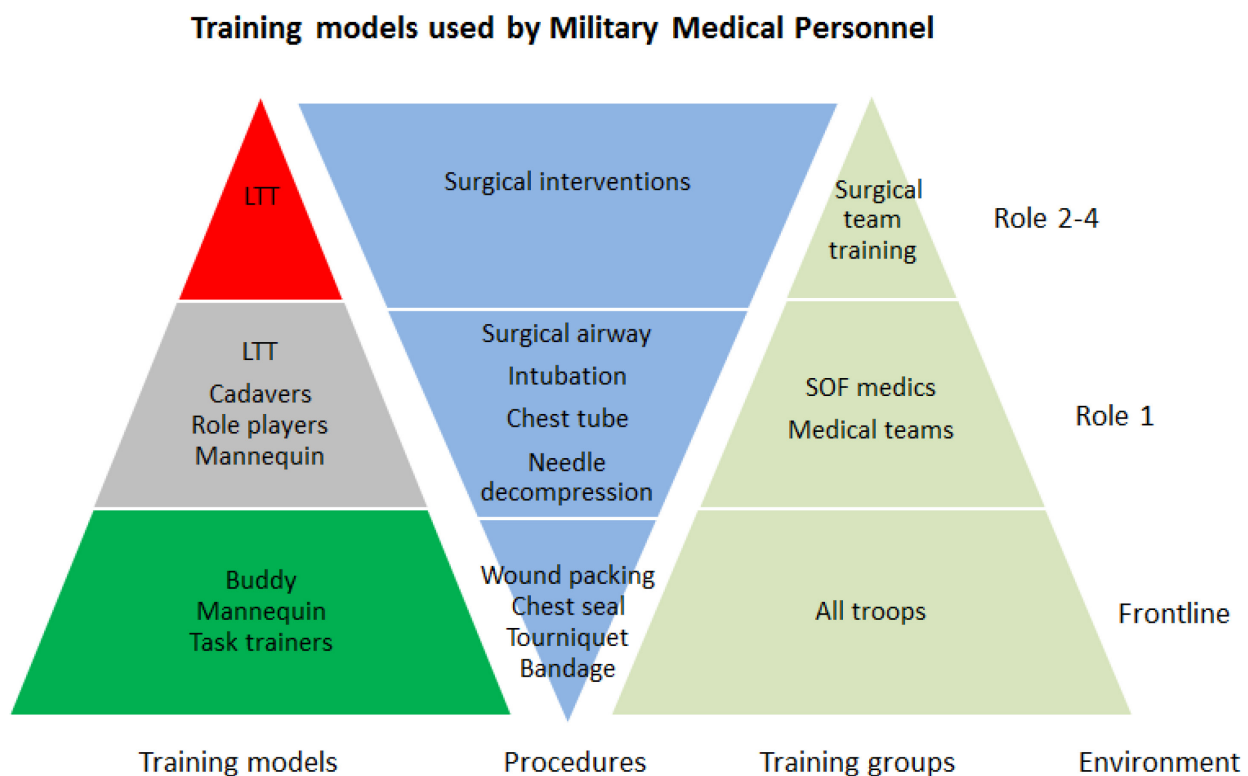 Training models used by Military Medical Personnel
LTT
Surgical interventions
Surgical
team
training
Role 2-4
LTT
Cadavers
Role players
Mannequin
Surgical airway
Intubation
Chest tube
Needle
decompression
SOF medics
Medical teams
Role 1
Buddy
Mannequin
Task trainers
Wound packing
Chest seal
Tourniquet
Bandage
All troops
Frontline
Training models
Procedures
Training groups
Environment